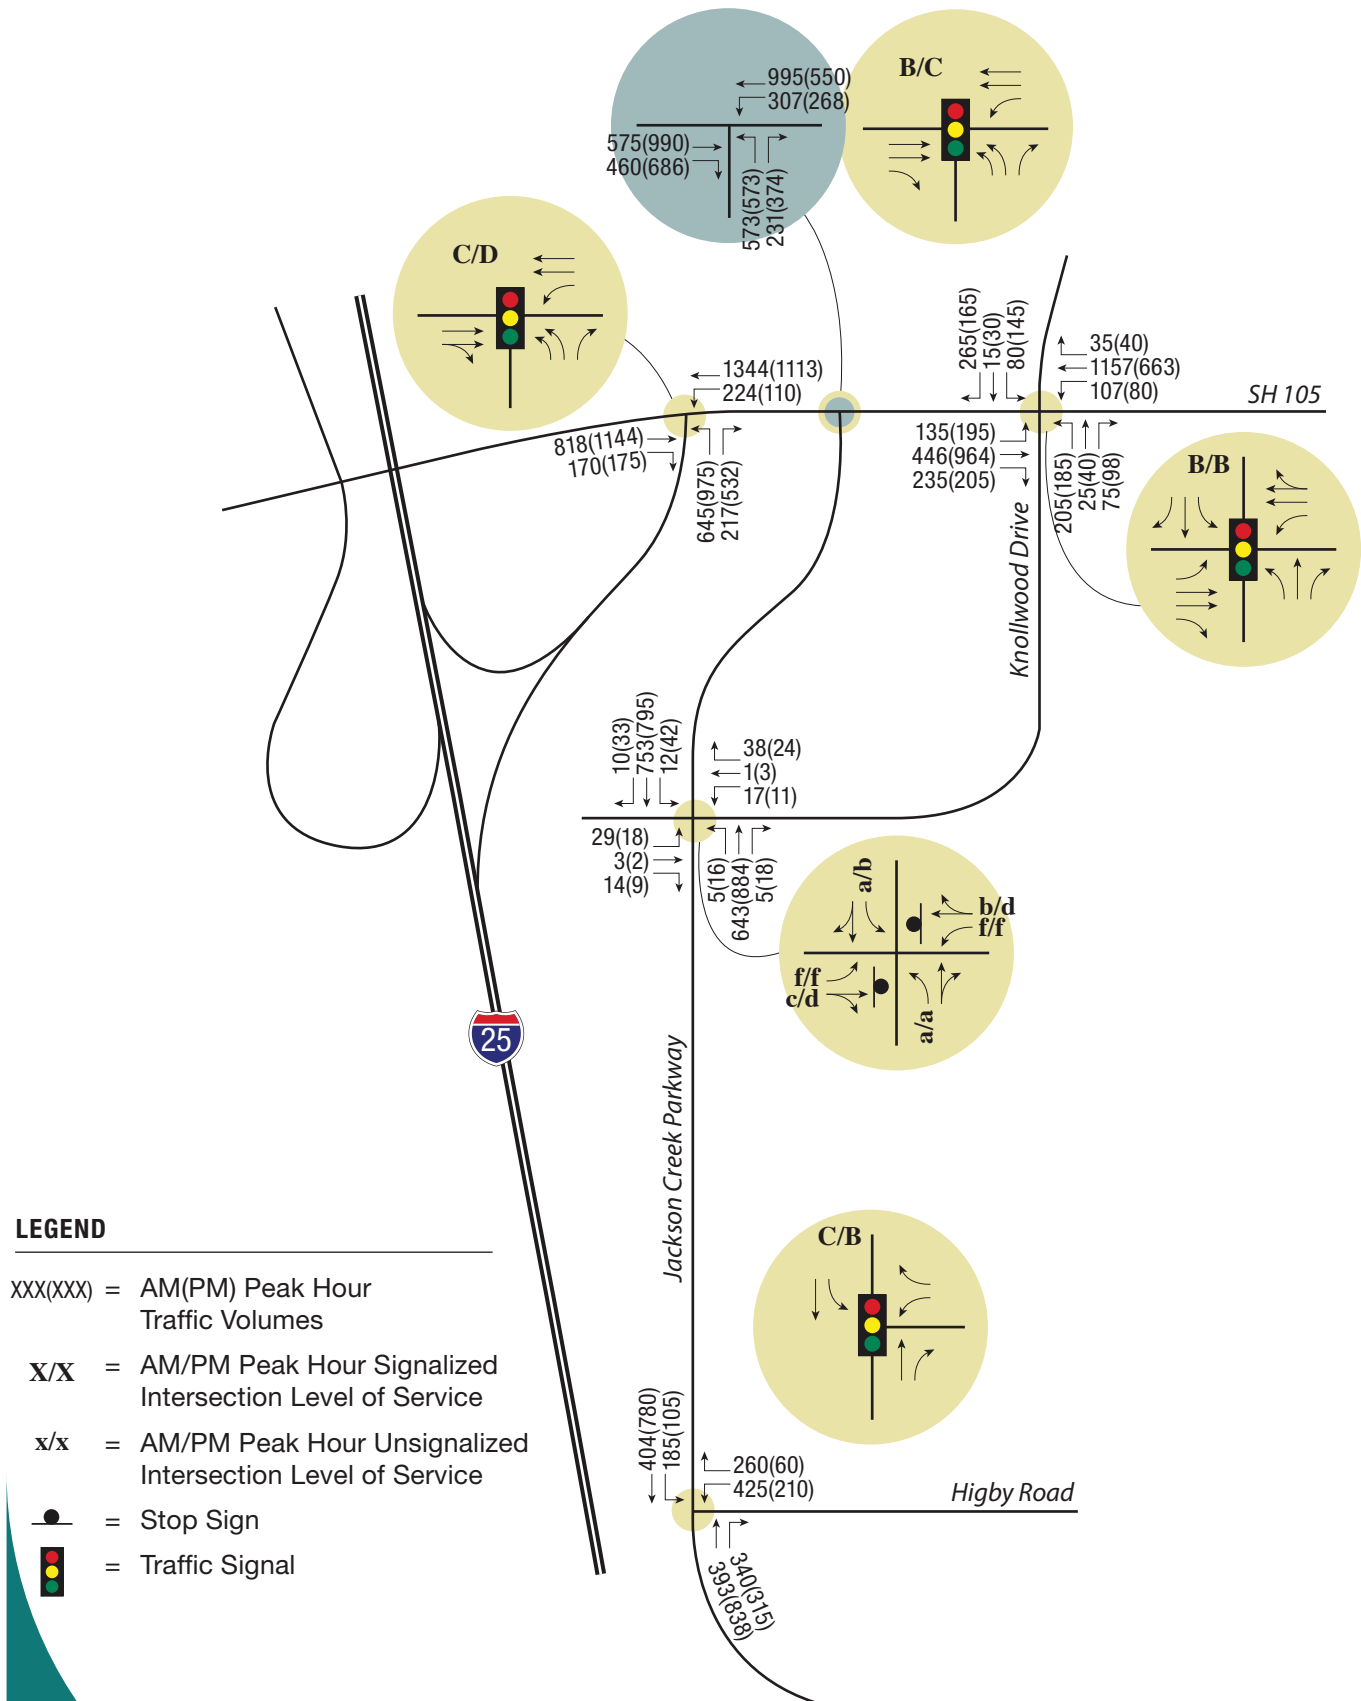 995(550)
307(268)
575(990)
460(686)
573(573)
231(374)
B/C
C/D
1344(1113)
224(110)
818(1144)
170(175)
645(975)
217(532)
265(165)
15(30)
80(145)
35(40)
1157(663)
107(80)
SH 105
135(195)
446(964)
235(205)
205(185)
25(40)
75(98)
B/B
Knollwood Drive
10(33)
753(795)
12(42)
38(24)
1(3)
17(11)
29(18)
3(2)
14(9)
5(16)
643(884)
5(18)
a/b
b/d
f/f
f/f
c/d
a/a
25
Jackson Creek Parkway
C/B
404(780)
185(105)
260(60)
425(210)
Higby Road
340(315)
393(838)
LEGEND
XXX(XXX) = AM(PM) Peak Hour
Traffic Volumes
X/X = AM/PM Peak Hour Signalized
Intersection Level of Service
x/x = AM/PM Peak Hour Unsignalized
Intersection Level of Service
= Stop Sign
= Traffic Signal